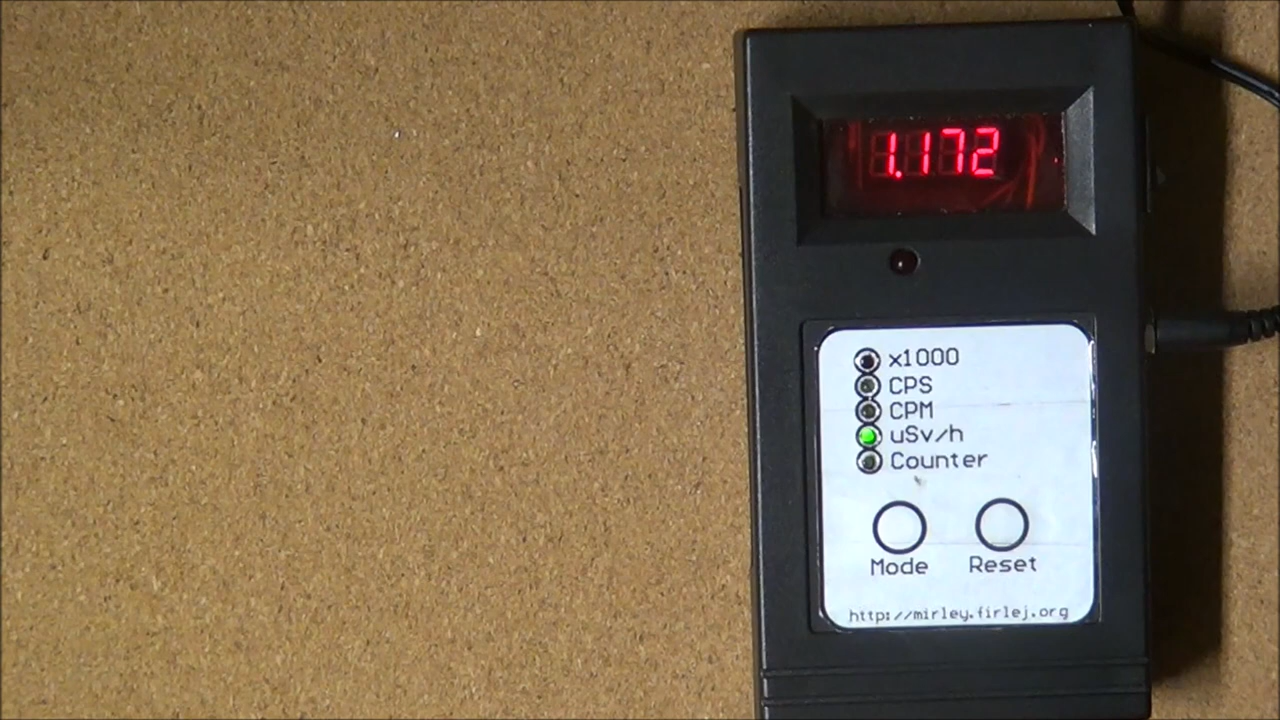 1.172
x1000
CPS
CPM
uSv/h
Counter
Mode Reset
http://mirley.firlej.org